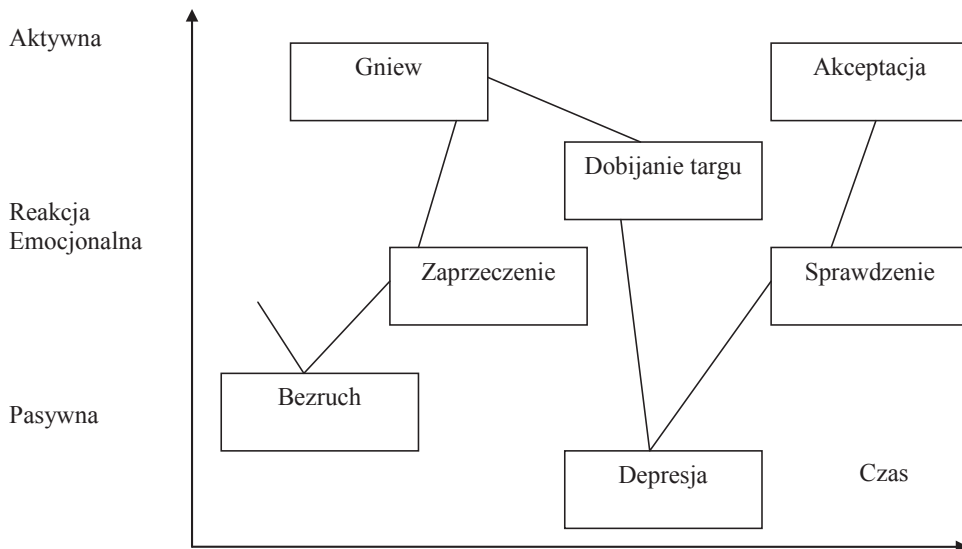 Aktywna
Gniew
Akceptacja
Dobijanie targu
Reakcja
Emocjonalna
Zaprzeczenie
Sprawdzenie
Bezruch
Pasywna
Depresja
Czas